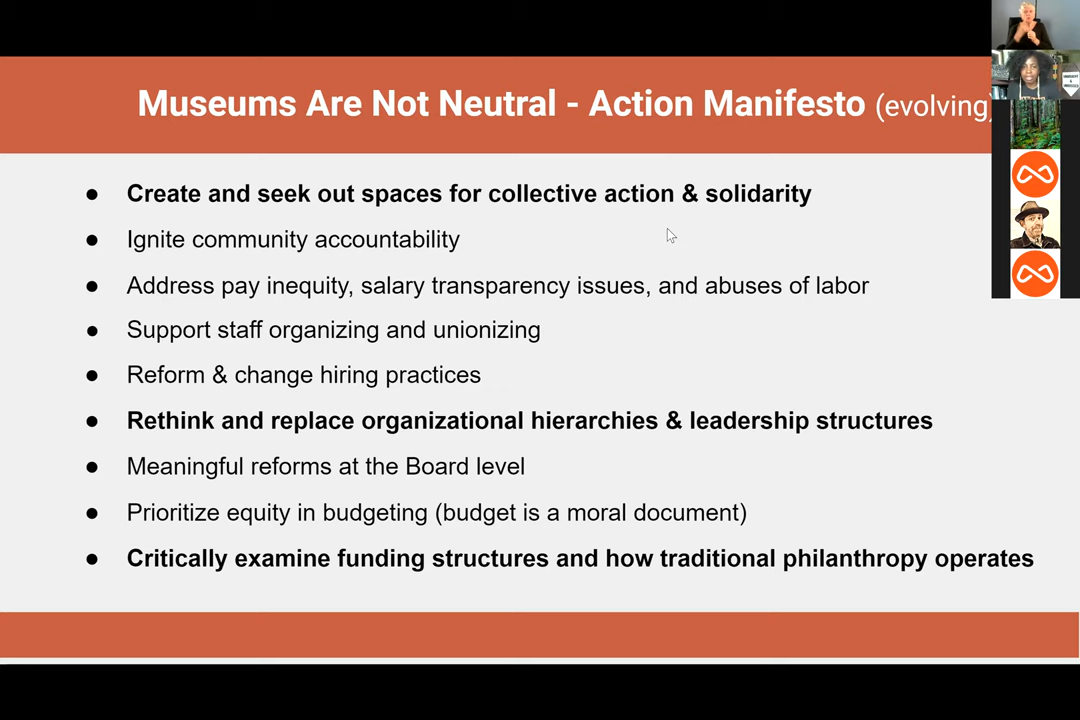 Museums Are Not Neutral - Action Manifesto (evolving)
● Create and seek out spaces for collective action & solidarity
● Ignite community accountability
● Address pay inequity, salary transparency issues, and abuses of labor
● Support staff organizing and unionizing
● Reform & change hiring practices
● Rethink and replace organizational hierarchies & leadership structures
● Meaningful reforms at the Board level
● Prioritize equity in budgeting (budget is a moral document)
● Critically examine funding structures and how traditional philanthropy operates